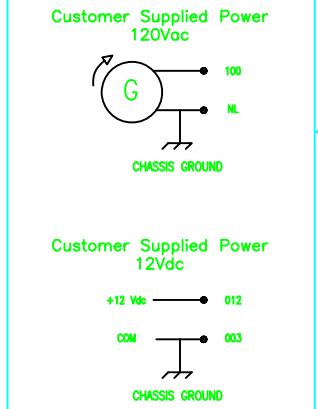 Customer Supplied Power
120Vac
100
G
NL
CHASSIS GROUND
Customer Supplied Power
12Vdc
+12 Vdc 012
COM 003
CHASSIS GROUND